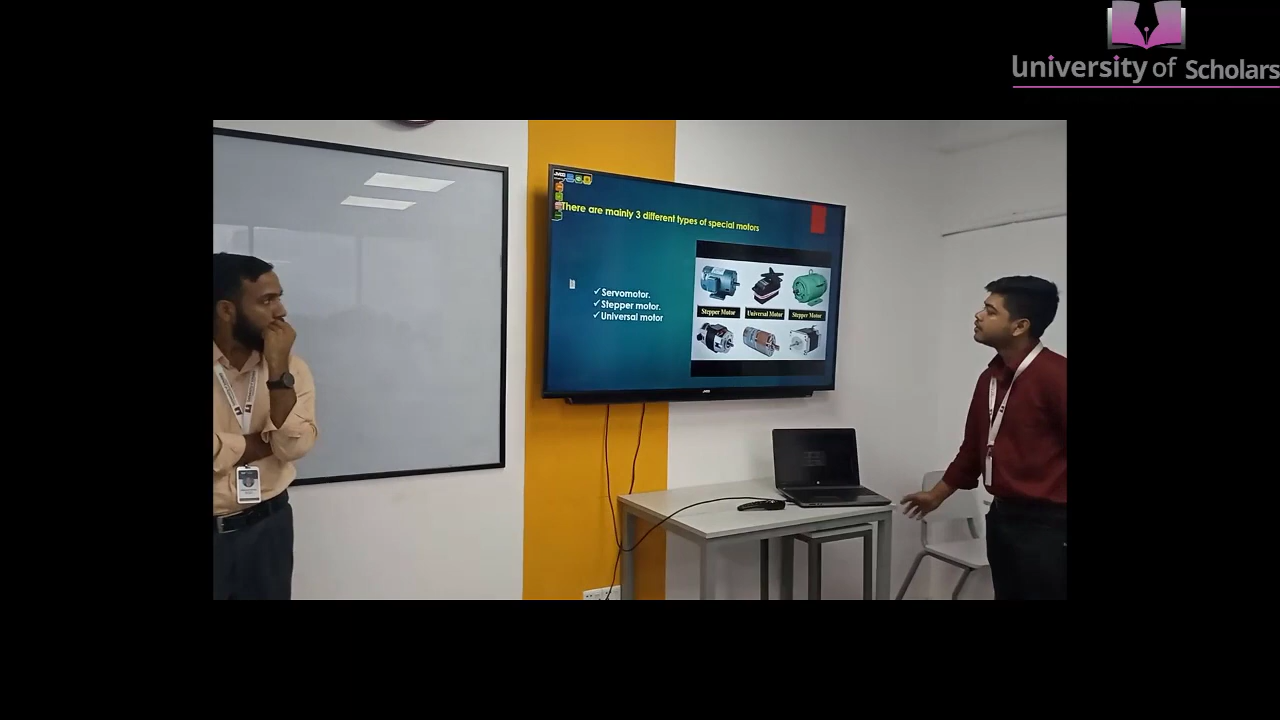 University of Scholars
There are mainly 3 different types of special motors
✓Servomotor.
✓Stepper motor.
✓Universal motor
Stepper Motor
Universal Motor
Stepper Motor